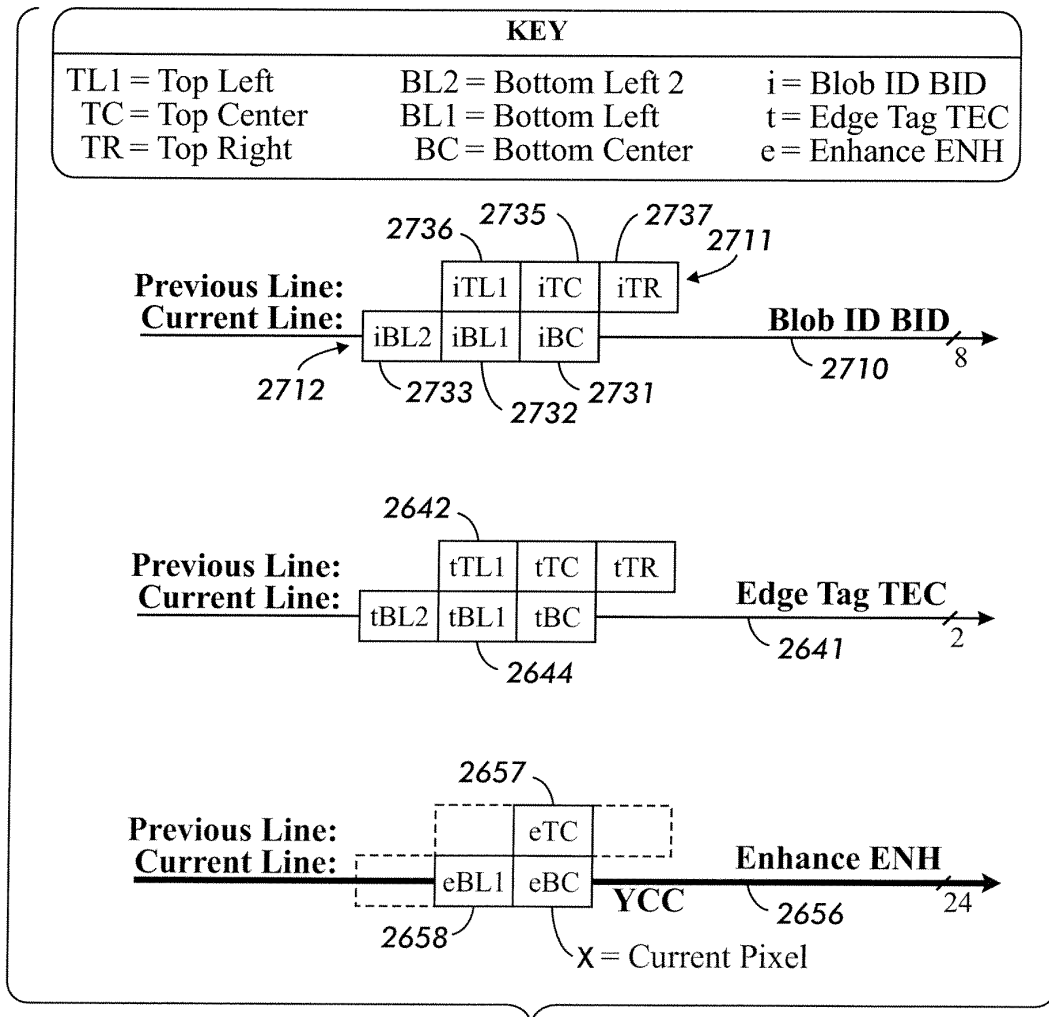 KEY
TL1 = Top Left BL2 = Bottom Left 2 i = Blob ID BID
TC = Top Center BL1 = Bottom Left t = Edge Tag TEC
TR = Top Right BC = Bottom Center e = Enhance ENH
2736 2735 2737 2711
Previous Line: iTL1 iTC iTR
Current Line: iBL2 iBL1 iBC Blob ID BID 8
2712 2733 2732 2731 2710
2642
Previous Line: tTL1 tTC tTR
Current Line: tBL2 tBL1 tBC Edge Tag TEC 2
2644 2641
2657
Previous Line: eTC
Current Line: eBL1 eBC YCC Enhance ENH 24
2658 2656
X = Current Pixel